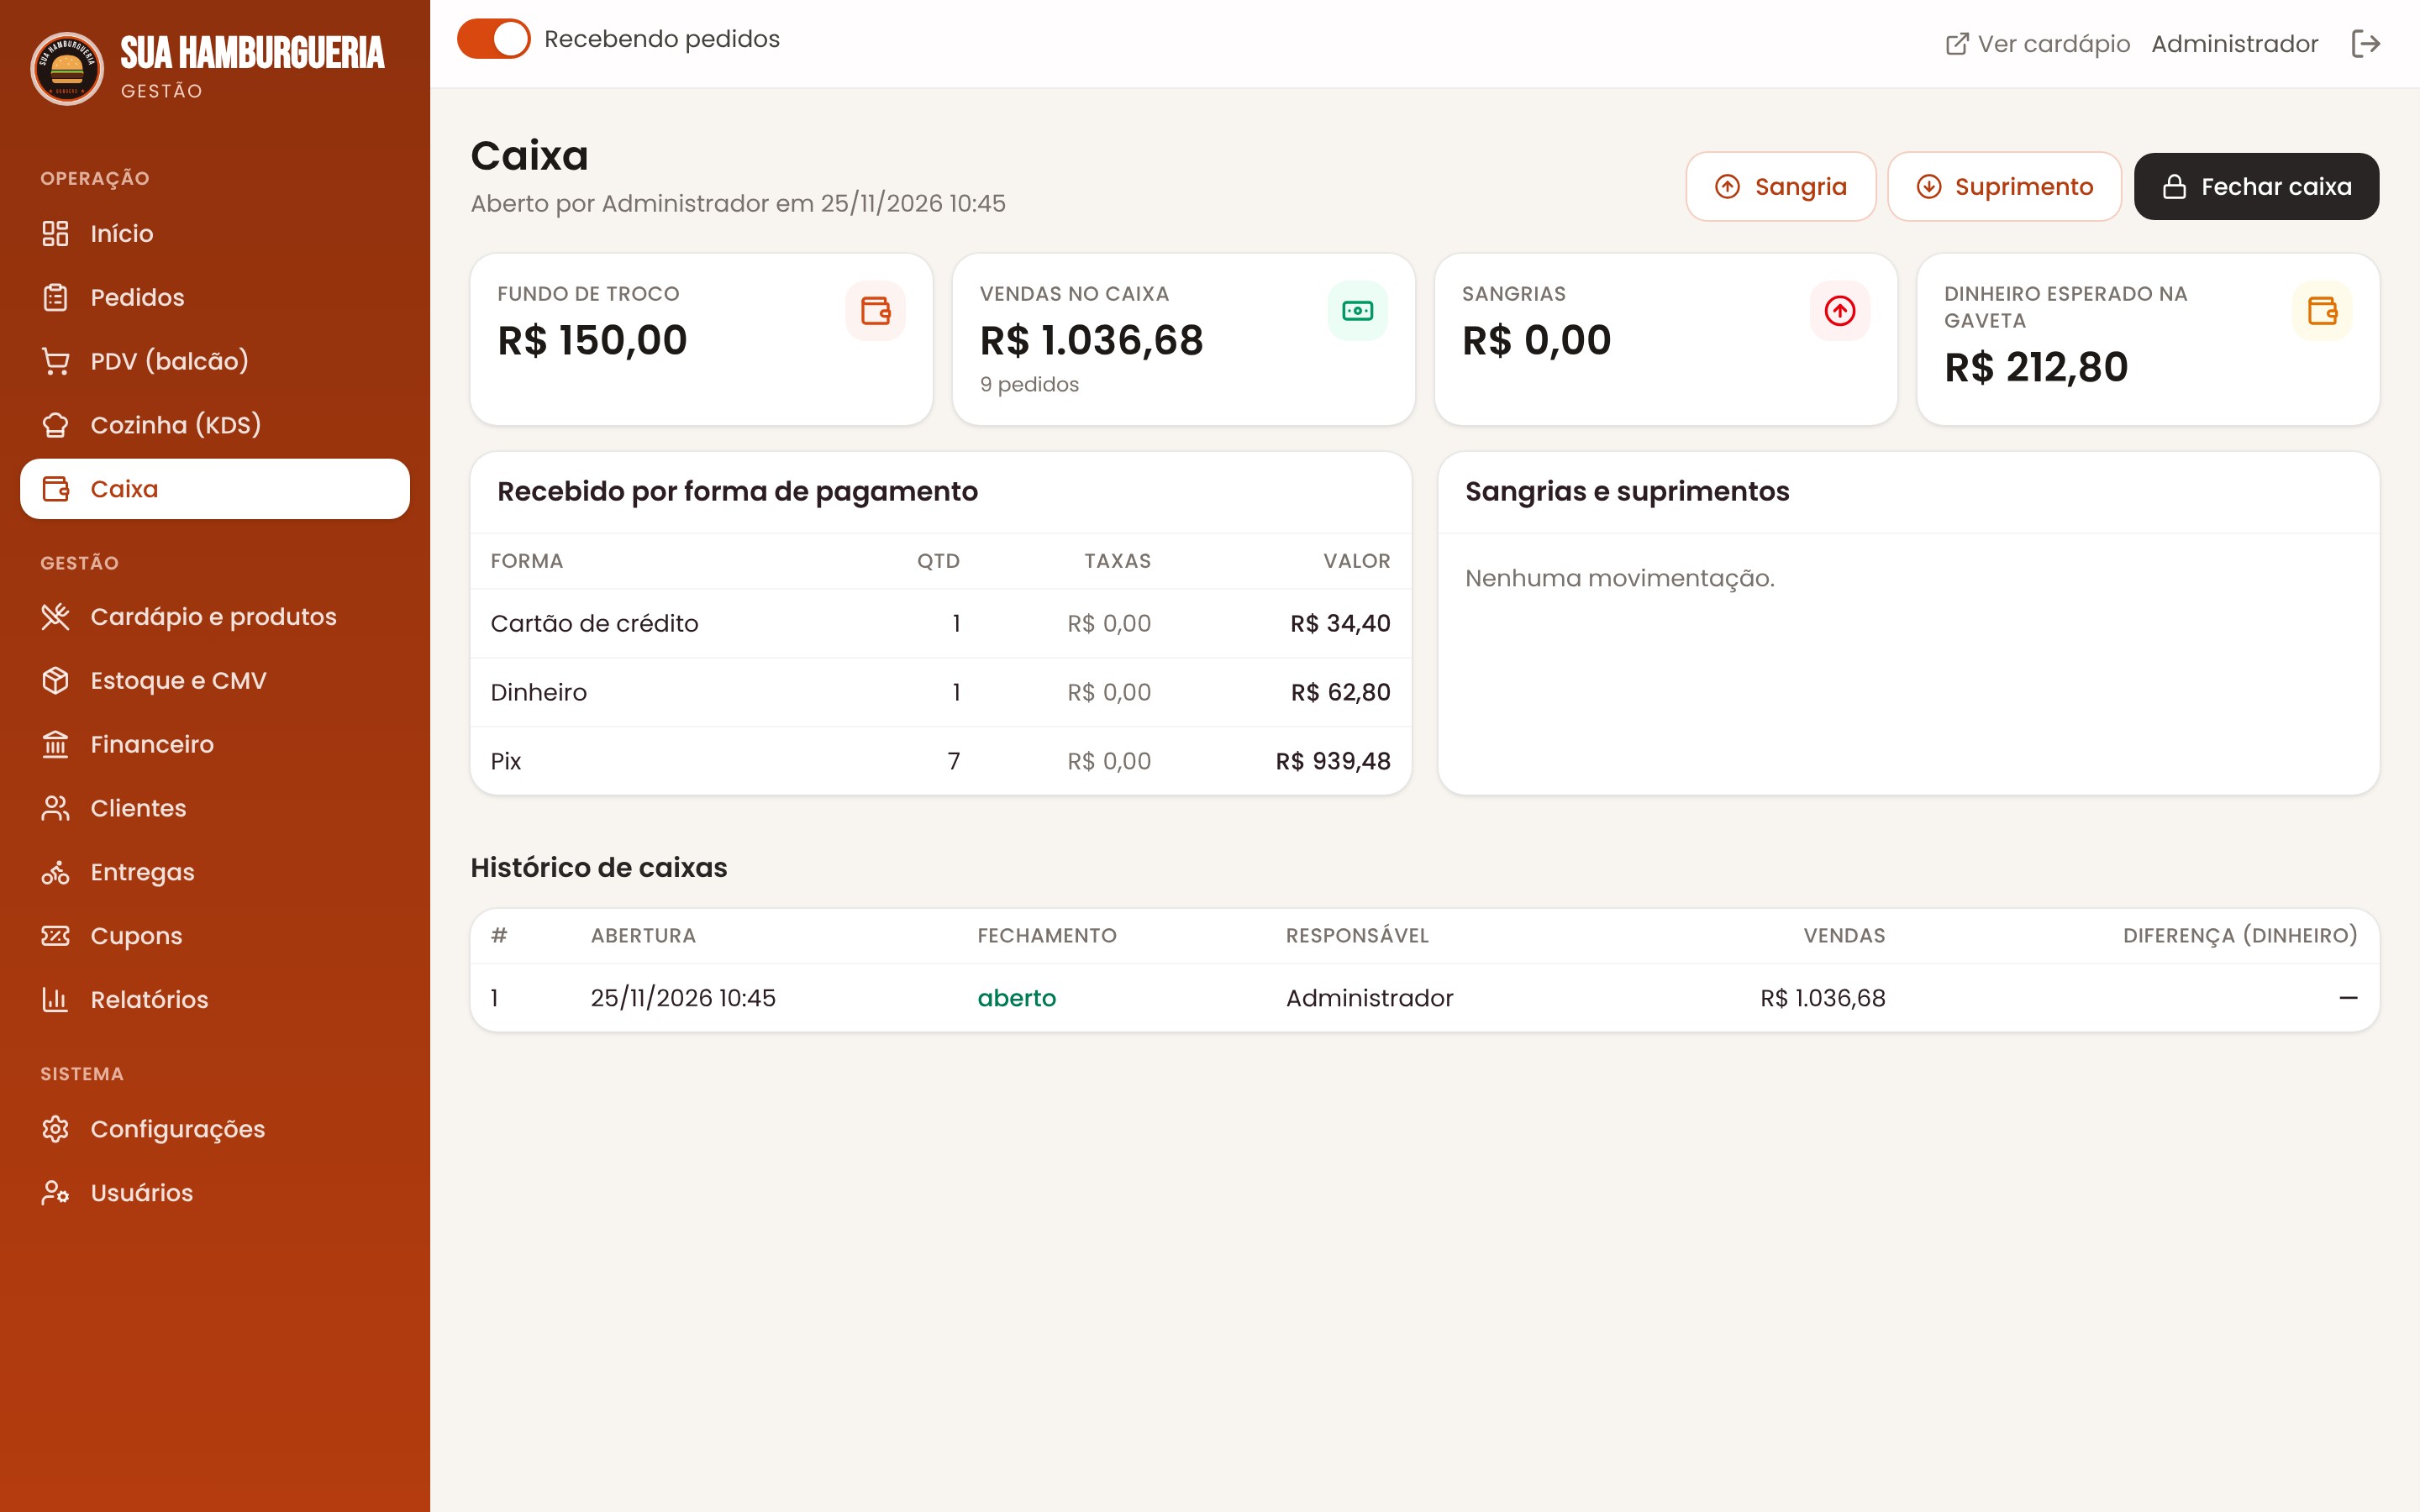 SUA HAMBURGUERIA
SUA HAMBURGUERIA
GESTÃO
OPERAÇÃO
Início
Pedidos
PDV (balcão)
Cozinha (KDS)
Caixa
GESTÃO
Cardápio e produtos
Estoque e CMV
Financeiro
Clientes
Entregas
Cupons
Relatórios
SISTEMA
Configurações
Usuários
Recebendo pedidos
Ver cardápio
Administrador
Caixa
Aberto por Administrador em 25/11/2026 10:45
Sangria
Suprimento
Fechar caixa
FUNDO DE TROCO
R$ 150,00
VENDAS NO CAIXA
R$ 1.036,68
9 pedidos
SANGRIAS
R$ 0,00
DINHEIRO ESPERADO NA
GAVETA
R$ 212,80
Recebido por forma de pagamento
FORMA QTD TAXAS VALOR
Cartão de crédito 1 R$ 0,00 R$ 34,40
Dinheiro 1 R$ 0,00 R$ 62,80
Pix 7 R$ 0,00 R$ 939,48
Sangrias e suprimentos
Nenhuma movimentação.
Histórico de caixas
# ABERTURA FECHAMENTO RESPONSÁVEL VENDAS DIFERENÇA (DINHEIRO)
1 25/11/2026 10:45 aberto Administrador R$ 1.036,68 —